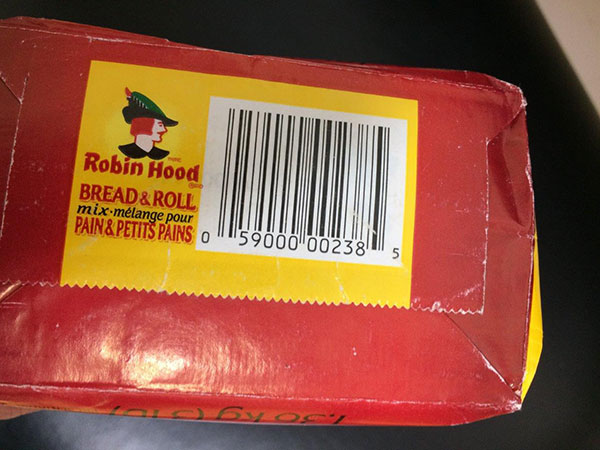 Robin Hood
BREAD & ROLL
mix·mélange pour
PAIN & PETITS PAINS
0 59000 00238 5